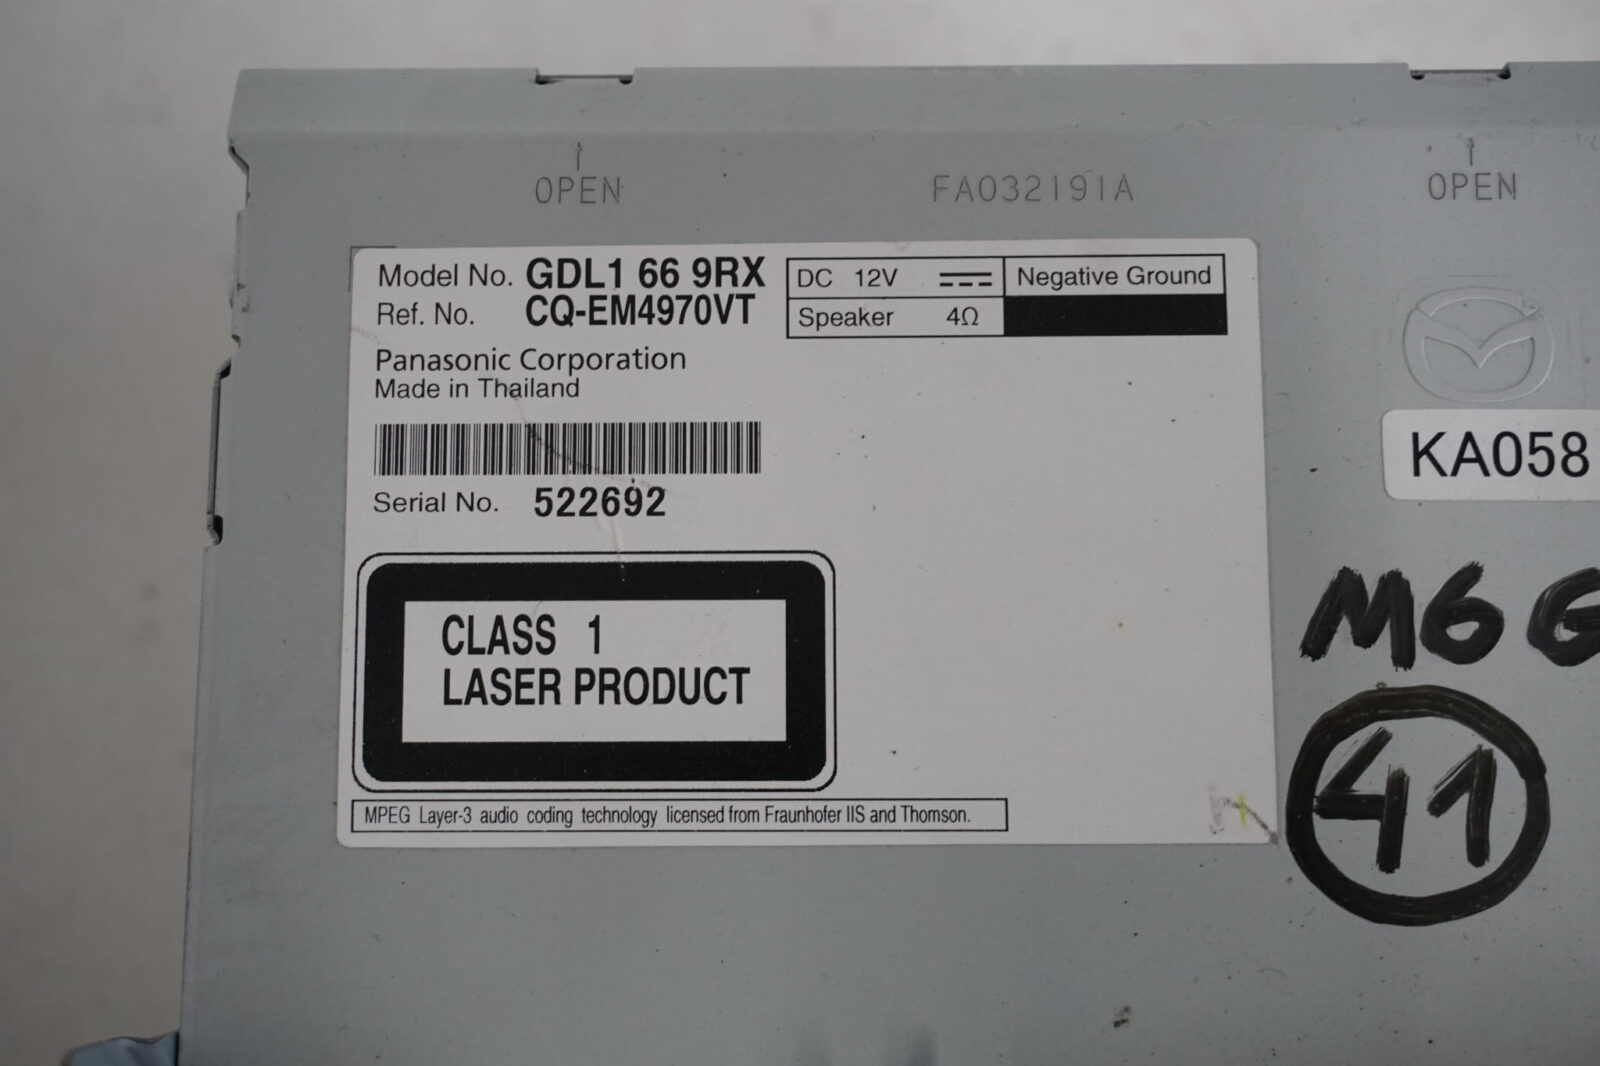 OPEN FA032191A OPEN
Model No. GDL1 66 9RX
Ref. No. CQ-EM4970VT
DC 12V Negative Ground
Speaker 4Ω
Panasonic Corporation
Made in Thailand
Serial No. 522692
CLASS 1
LASER PRODUCT
MPEG Layer-3 audio coding technology licensed from Fraunhofer IIS and Thomson.
KA058
M6G
41